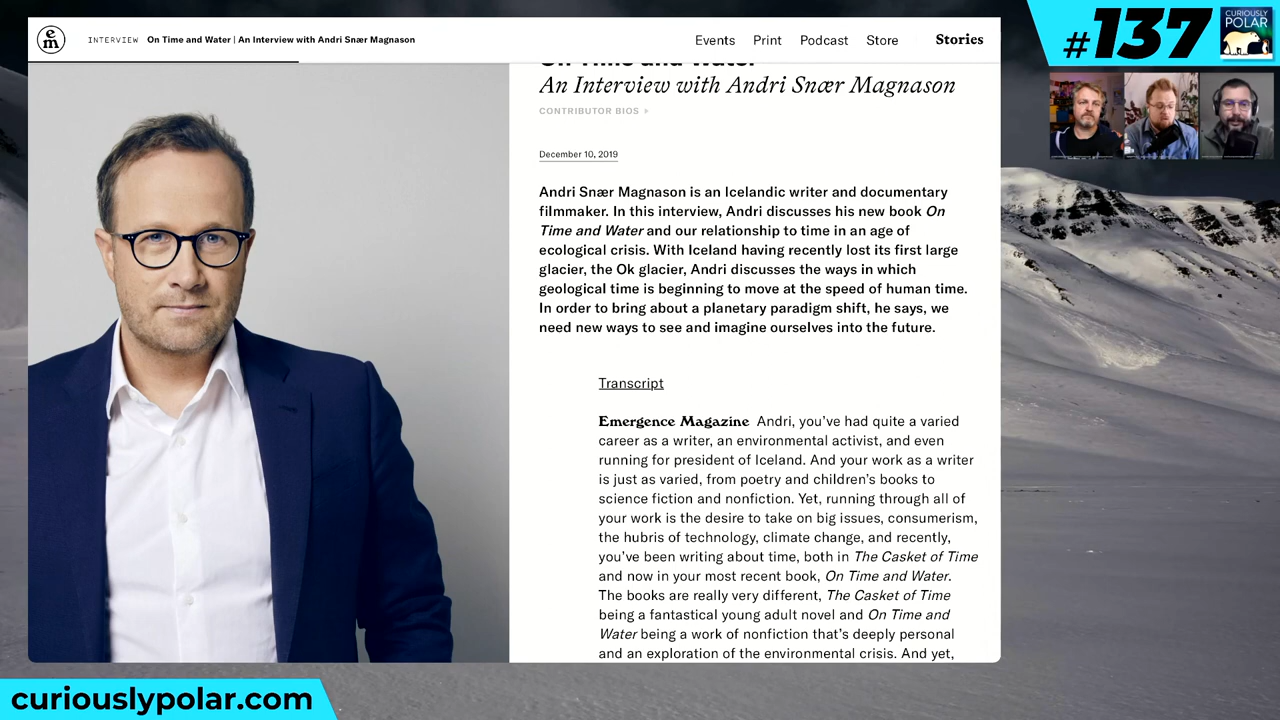 em
INTERVIEW On Time and Water | An Interview with Andri Snær Magnason
Events Print Podcast Store Stories
#137
CURIOUSLY
POLAR
On Time and Water
An Interview with Andri Snær Magnason
CONTRIBUTOR BIOS
December 10, 2019
Andri Snær Magnason is an Icelandic writer and documentary
filmmaker. In this interview, Andri discusses his new book On
Time and Water and our relationship to time in an age of
ecological crisis. With Iceland having recently lost its first large
glacier, the Ok glacier, Andri discusses the ways in which
geological time is beginning to move at the speed of human time.
In order to bring about a planetary paradigm shift, he says, we
need new ways to see and imagine ourselves into the future.
Transcript
Emergence Magazine Andri, you’ve had quite a varied
career as a writer, an environmental activist, and even
running for president of Iceland. And your work as a writer
is just as varied, from poetry and children’s books to
science fiction and nonfiction. Yet, running through all of
your work is the desire to take on big issues, consumerism,
the hubris of technology, climate change, and recently,
you’ve been writing about time, both in The Casket of Time
and now in your most recent book, On Time and Water.
The books are really very different, The Casket of Time
being a fantastical young adult novel and On Time and
Water being a work of nonfiction that’s deeply personal
and an exploration of the environmental crisis. And yet,
curiouslypolar.com